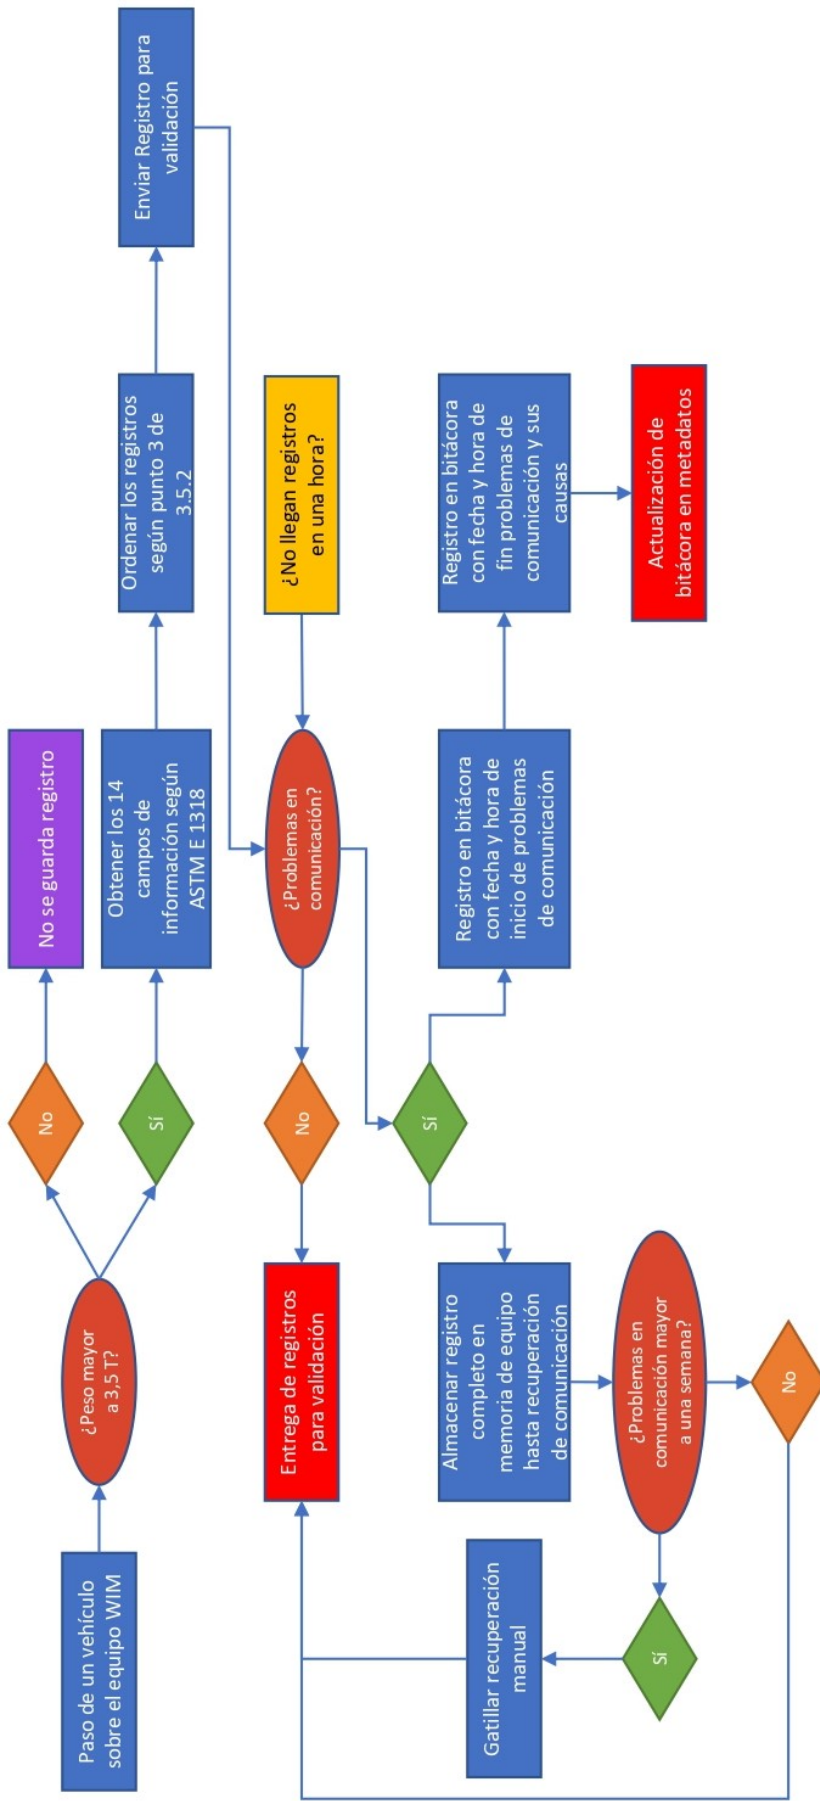 Paso de un vehículo
sobre el equipo WIM
¿Peso mayor
a 3,5 T?
No
No se guarda registro
Sí
Obtener los 14
campos de
información según
ASTM E 1318
Ordenar los registros
según punto 3 de
3.5.2
Enviar Registro para
validación
¿No llegan registros
en una hora?
¿Problemas en
comunicación?
No
Entrega de registros
para validación
Sí
Registro en bitácora
con fecha y hora de
inicio de problemas
de comunicación
Registro en bitácora
con fecha y hora de
fin problemas de
comunicación y sus
causas
Actualización de
bitácora en metadatos
Almacenar registro
completo en
memoria de equipo
hasta recuperación
de comunicación
¿Problemas en
comunicación mayor
a una semana?
Sí
Gatillar recuperación
manual
No